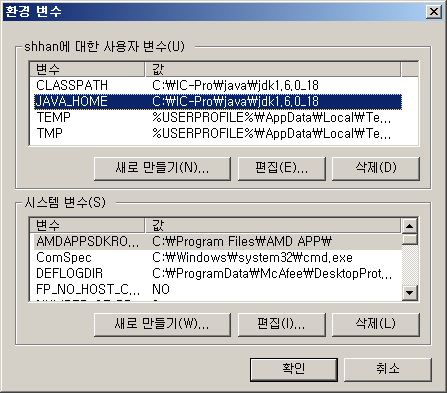 환경 변수
shhan에 대한 사용자 변수(U)
변수 값
CLASSPATH C:₩IC-Pro₩java₩jdk1.6.0_18
JAVA_HOME C:₩IC-Pro₩java₩jdk1.6.0_18
TEMP %USERPROFILE%₩AppData₩Local₩Te...
TMP %USERPROFILE%₩AppData₩Local₩Te...
새로 만들기(N)... 편집(E)... 삭제(D)
시스템 변수(S)
변수 값
AMDAPPSDKRO... C:₩Program Files₩AMD APP₩
ComSpec C:₩Windows₩system32₩cmd.exe
DEFLOGDIR C:₩ProgramData₩McAfee₩DesktopProt...
FP_NO_HOST_C... NO
새로 만들기(W)... 편집(I)... 삭제(L)
확인 취소